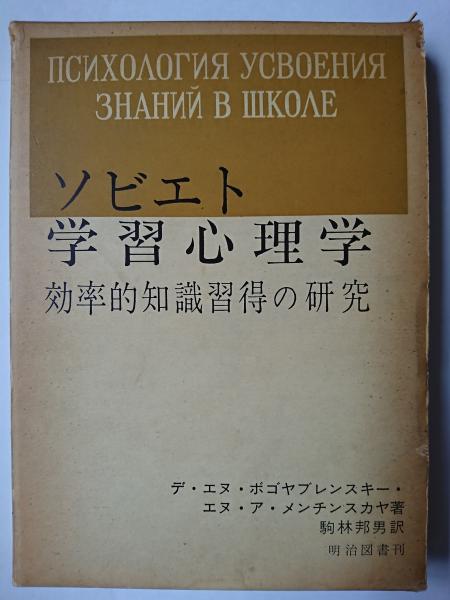 ПСИХОЛОГИЯ УСВОЕНИЯ
ЗНАНИЙ В ШКОЛЕ
ソビエト
学習心理学
効率的知識習得の研究
デ・エヌ・ボゴヤブレンスキー・
エヌ・ア・メンチンスカヤ著
駒林邦男訳
明治図書刊